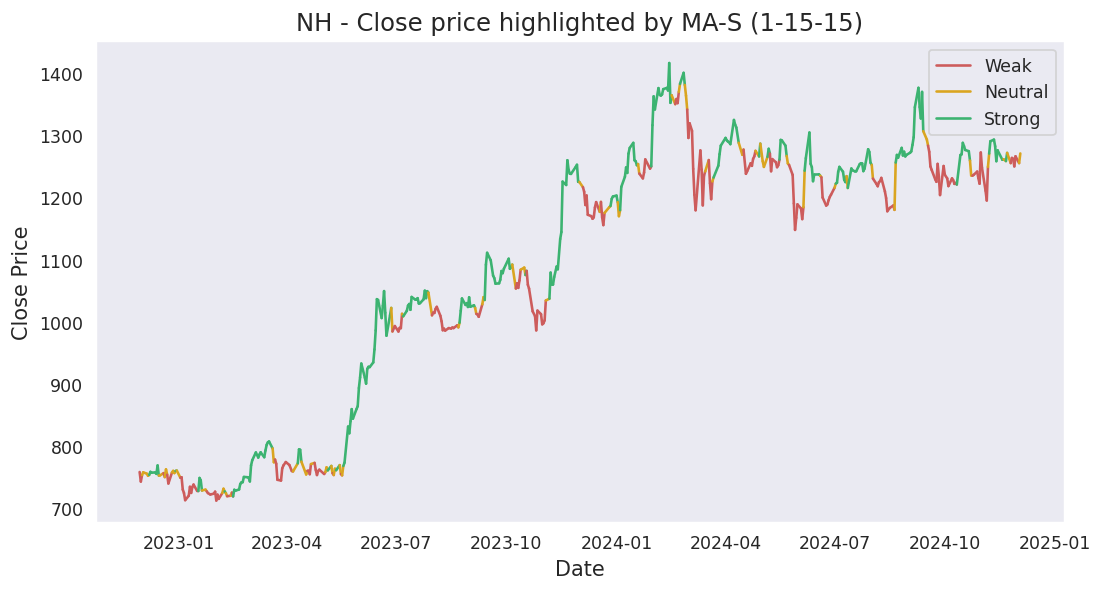 NH - Close price highlighted by MA-S (1-15-15)
Weak
Neutral
Strong
Close Price
1400
1300
1200
1100
1000
900
800
700
2023-01 2023-04 2023-07 2023-10 2024-01 2024-04 2024-07 2024-10 2025-01
Date